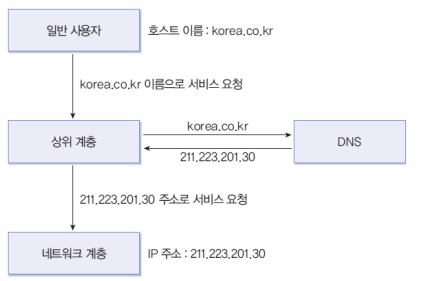 일반 사용자
호스트 이름 : korea.co.kr
korea.co.kr 이름으로 서비스 요청
상위 계층
korea.co.kr
211.223.201.30
DNS
211.223.201.30 주소로 서비스 요청
네트워크 계층
IP 주소 : 211.223.201.30